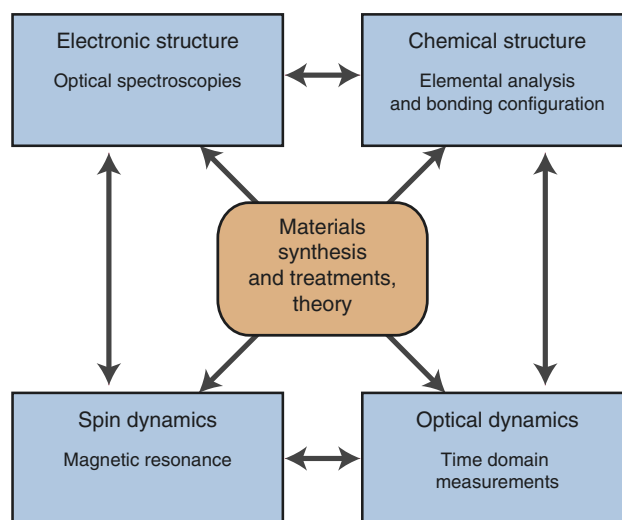 Electronic structure
Optical spectroscopies
Chemical structure
Elemental analysis
and bonding configuration
Materials
synthesis
and treatments,
theory
Spin dynamics
Magnetic resonance
Optical dynamics
Time domain
measurements